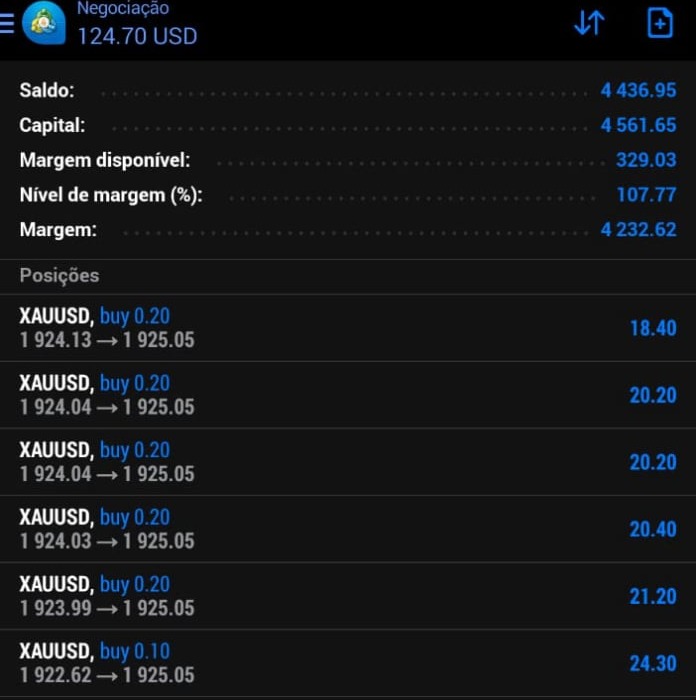 Negociação
124.70 USD
Saldo: 4 436.95
Capital: 4 561.65
Margem disponível: 329.03
Nível de margem (%): 107.77
Margem: 4 232.62
Posições
XAUUSD, buy 0.20
1 924.13 → 1 925.05 18.40
XAUUSD, buy 0.20
1 924.04 → 1 925.05 20.20
XAUUSD, buy 0.20
1 924.04 → 1 925.05 20.20
XAUUSD, buy 0.20
1 924.03 → 1 925.05 20.40
XAUUSD, buy 0.20
1 923.99 → 1 925.05 21.20
XAUUSD, buy 0.10
1 922.62 → 1 925.05 24.30